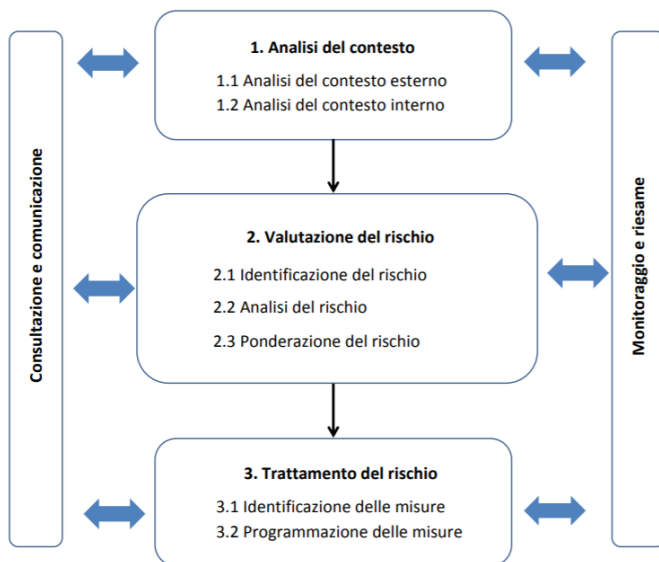 Consultazione e comunicazione
1. Analisi del contesto
1.1 Analisi del contesto esterno
1.2 Analisi del contesto interno
2. Valutazione del rischio
2.1 Identificazione del rischio
2.2 Analisi del rischio
2.3 Ponderazione del rischio
3. Trattamento del rischio
3.1 Identificazione delle misure
3.2 Programmazione delle misure
Monitoraggio e riesame